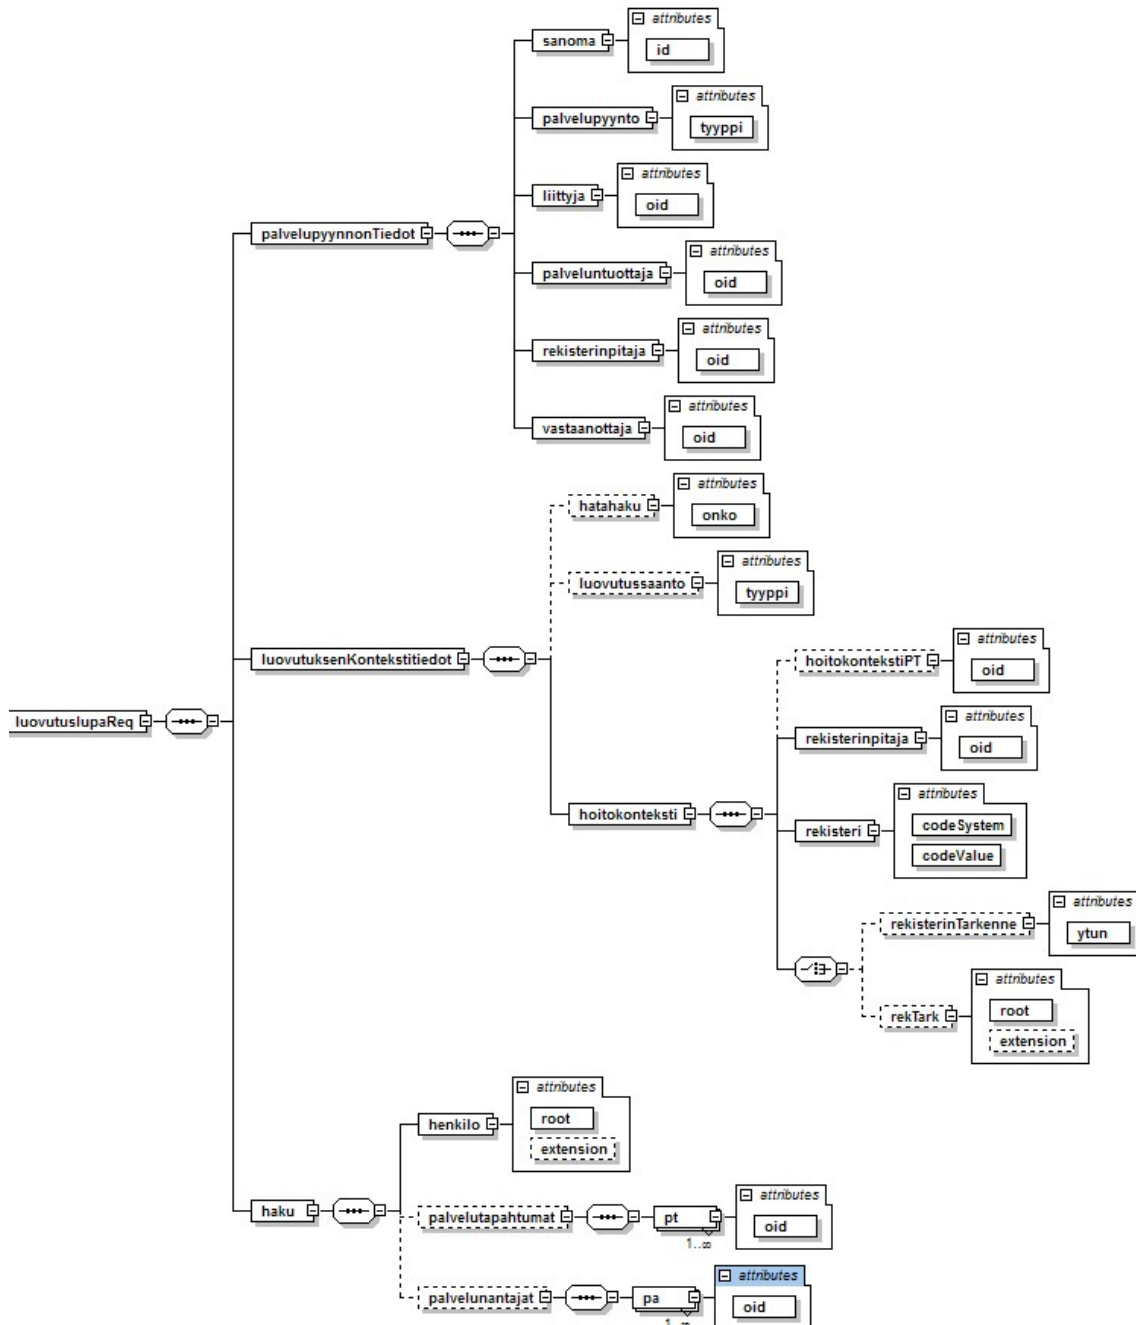 attributes
sanoma
id
attributes
palvelupyynto
tyyppi
attributes
liittyja
oid
palvelupyynnonTiedot
attributes
palveluntuottaja
oid
attributes
rekisterinpitaja
oid
attributes
vastaanottaja
oid
attributes
hatahaku
onko
attributes
luovutussaanto
tyyppi
luovutuksenKontekstitiedot
attributes
hoitokontekstiPT
oid
luovutuslupaReq
attributes
rekisterinpitaja
oid
hoitokonteksti
attributes
rekisteri
codeSystem
codeValue
attributes
rekisterinTarkenne
ytun
attributes
rekTark
root
extension
attributes
henkilo
root
extension
haku
attributes
palvelutapahtumat
pt
oid
1..∞
attributes
palvelunantajat
pa
oid
1..∞